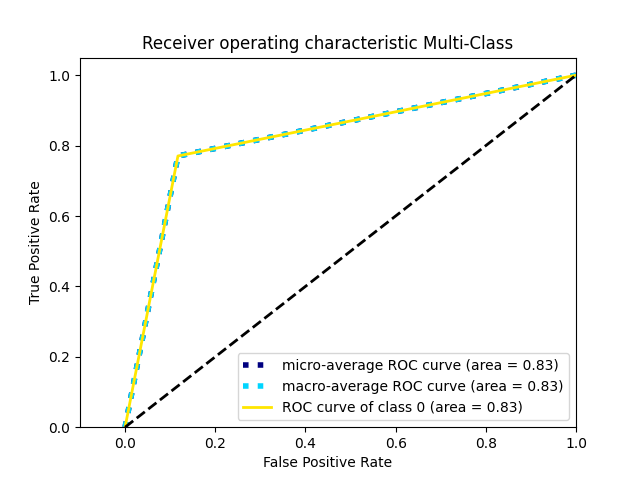 Receiver operating characteristic Multi-Class
1.0
0.8
0.6
0.4
0.2
0.0
True Positive Rate
micro-average ROC curve (area = 0.83)
macro-average ROC curve (area = 0.83)
ROC curve of class 0 (area = 0.83)
0.0 0.2 0.4 0.6 0.8 1.0
False Positive Rate